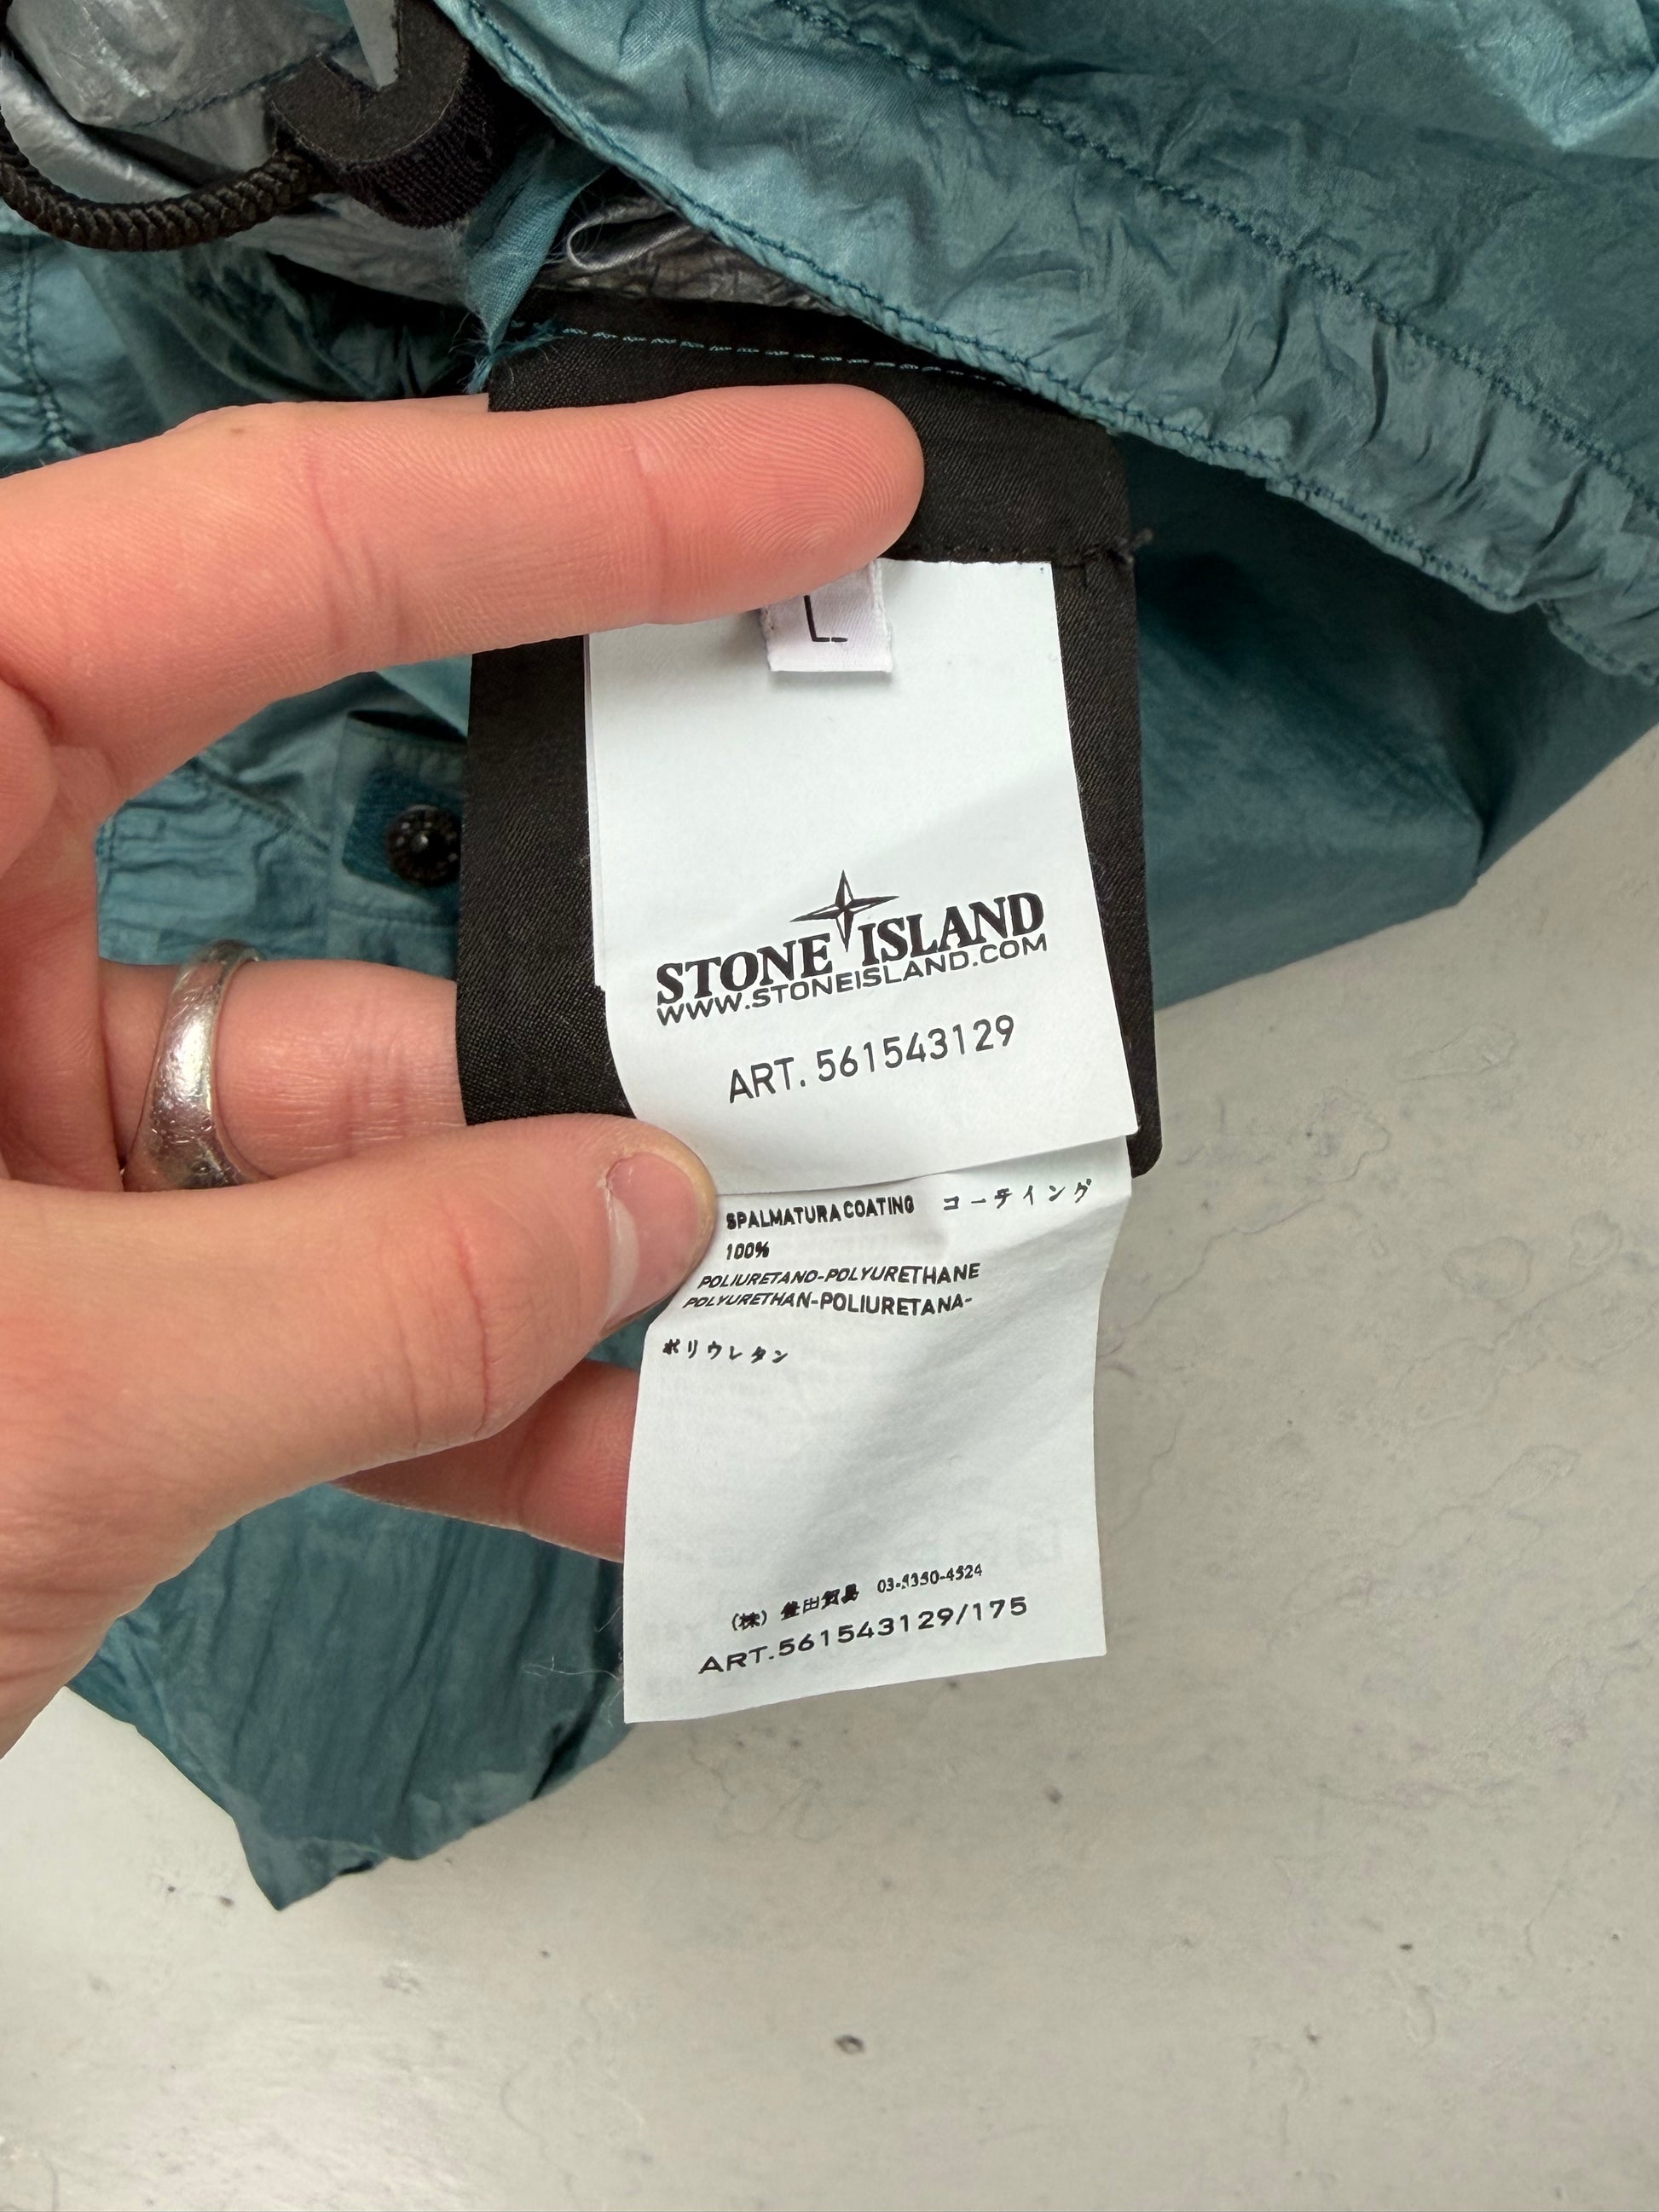 L
STONE ISLAND
WWW.STONEISLAND.COM
ART. 561543129
SPALMATURA COATING コーティング
100%
POLIURETANO-POLYURETHANE
POLYURETHAN-POLIURETANA-
ポリウレタン
(株) 03-5350-4524
ART.561543129/175